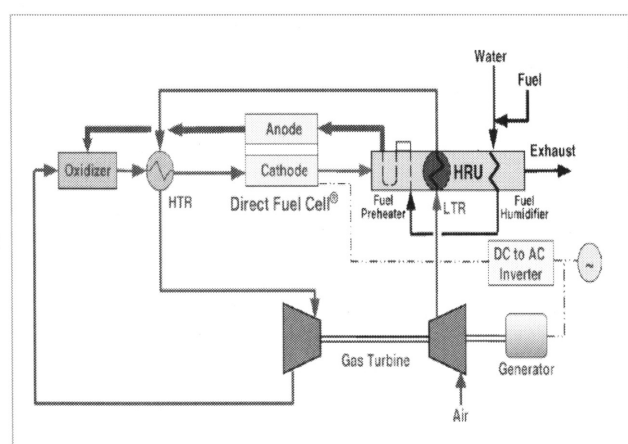 Water
Fuel
Anode
Exhaust
Oxidizer
Cathode
HRU
HTR
Direct Fuel Cell®
Fuel
Preheater
LTR
Fuel
Humidifier
DC to AC
Inverter
~
Gas Turbine
Generator
Air